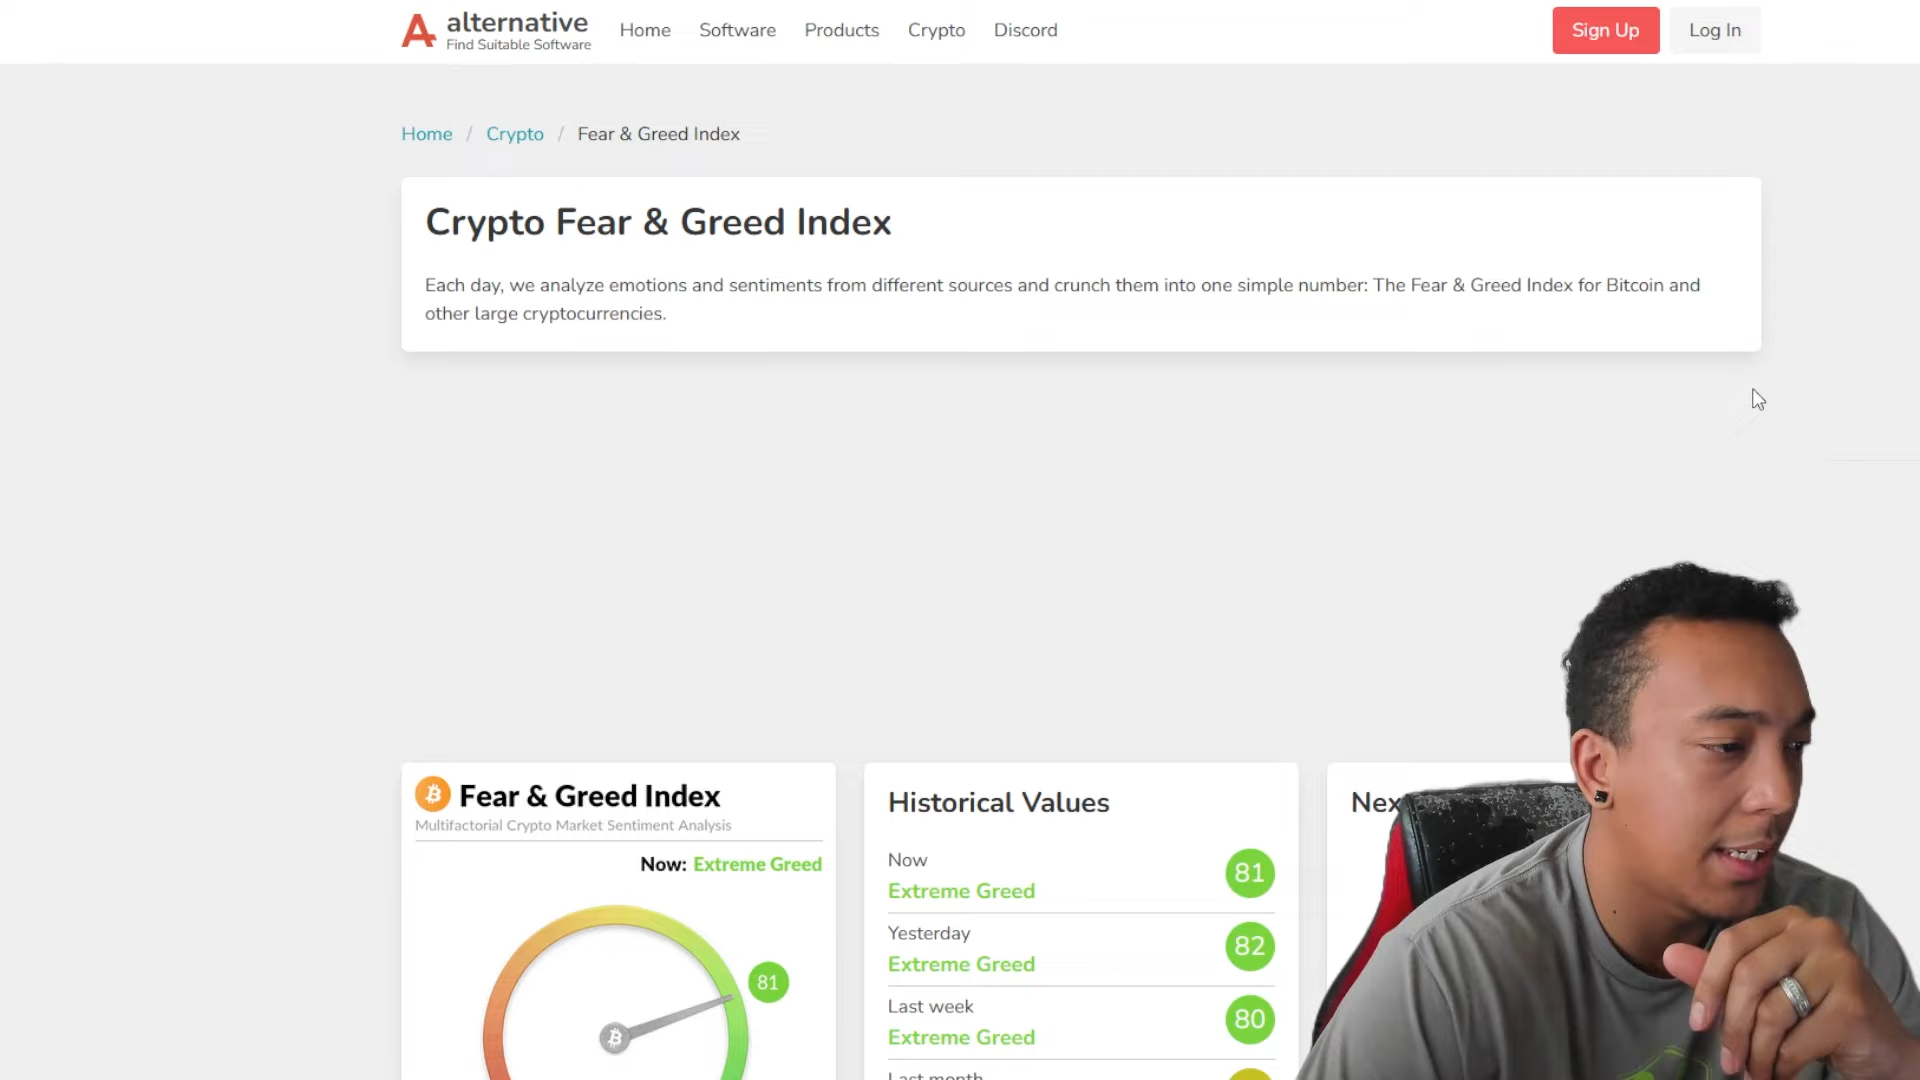 alternative
Find Suitable Software
Home
Software
Products
Crypto
Discord
Sign Up
Log In
Home / Crypto / Fear & Greed Index
Crypto Fear & Greed Index
Each day, we analyze emotions and sentiments from different sources and crunch them into one simple number: The Fear & Greed Index for Bitcoin and
other large cryptocurrencies.
Fear & Greed Index
Multifactorial Crypto Market Sentiment Analysis
Now: Extreme Greed
81
Historical Values
Now
Extreme Greed
81
Yesterday
Extreme Greed
82
Last week
Extreme Greed
80
Last month
Nex